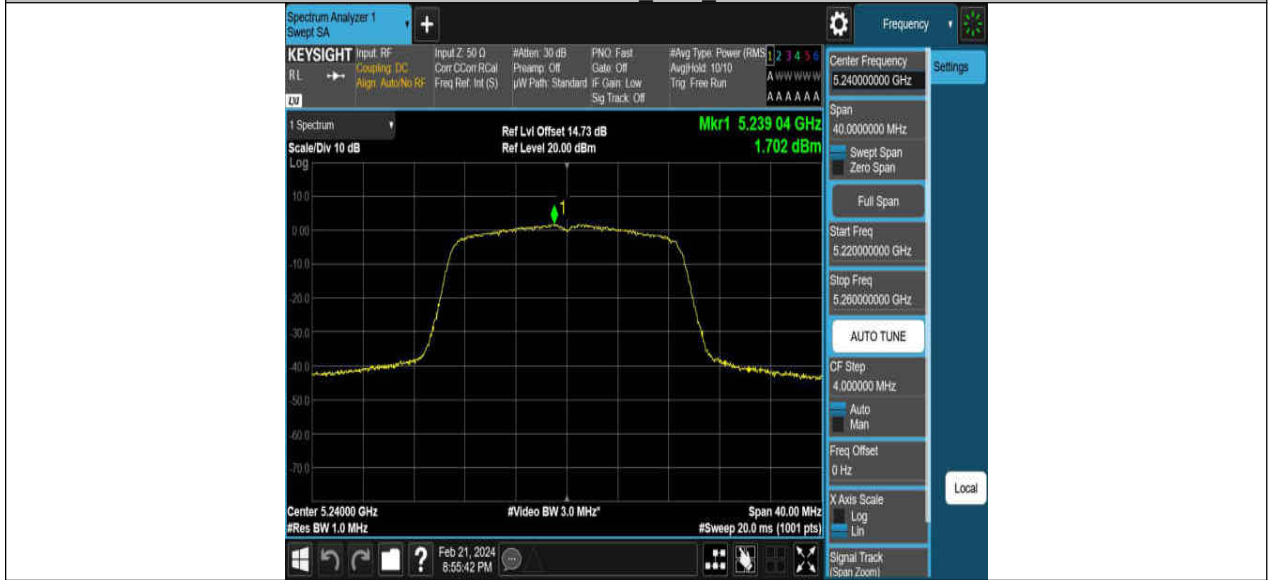 Spectrum Analyzer 1
Swept SA
+
Frequency
KEYSIGHT
RL
LXI
Input: RF
Coupling: DC
Align: Auto/No RF
Input Z: 50 Ω
Corr CCorr RCal
Freq Ref: Int (S)
#Atten: 30 dB
Preamp: Off
µW Path: Standard
PNO: Fast
Gate: Off
IF Gain: Low
Sig Track: Off
#Avg Type: Power (RMS
Avg|Hold: 10/10
Trig: Free Run
1 2 3 4 5 6
A W W W W W
A A A A A A
Center Frequency
5.240000000 GHz
Settings
Span
40.0000000 MHz
Swept Span
Zero Span
Full Span
Start Freq
5.220000000 GHz
Stop Freq
5.260000000 GHz
AUTO TUNE
CF Step
4.000000 MHz
Auto
Man
Freq Offset
0 Hz
X Axis Scale
Log
Lin
Local
Signal Track
(Span Zoom)
1 Spectrum
Scale/Div 10 dB
Ref Lvl Offset 14.73 dB
Ref Level 20.00 dBm
Mkr1 5.239 04 GHz
1.702 dBm
Log
10.0
0.00
-10.0
-20.0
-30.0
-40.0
-50.0
-60.0
-70.0
1
Center 5.24000 GHz
#Res BW 1.0 MHz
#Video BW 3.0 MHz*
Span 40.00 MHz
#Sweep 20.0 ms (1001 pts)
?
Feb 21, 2024
8:55:42 PM